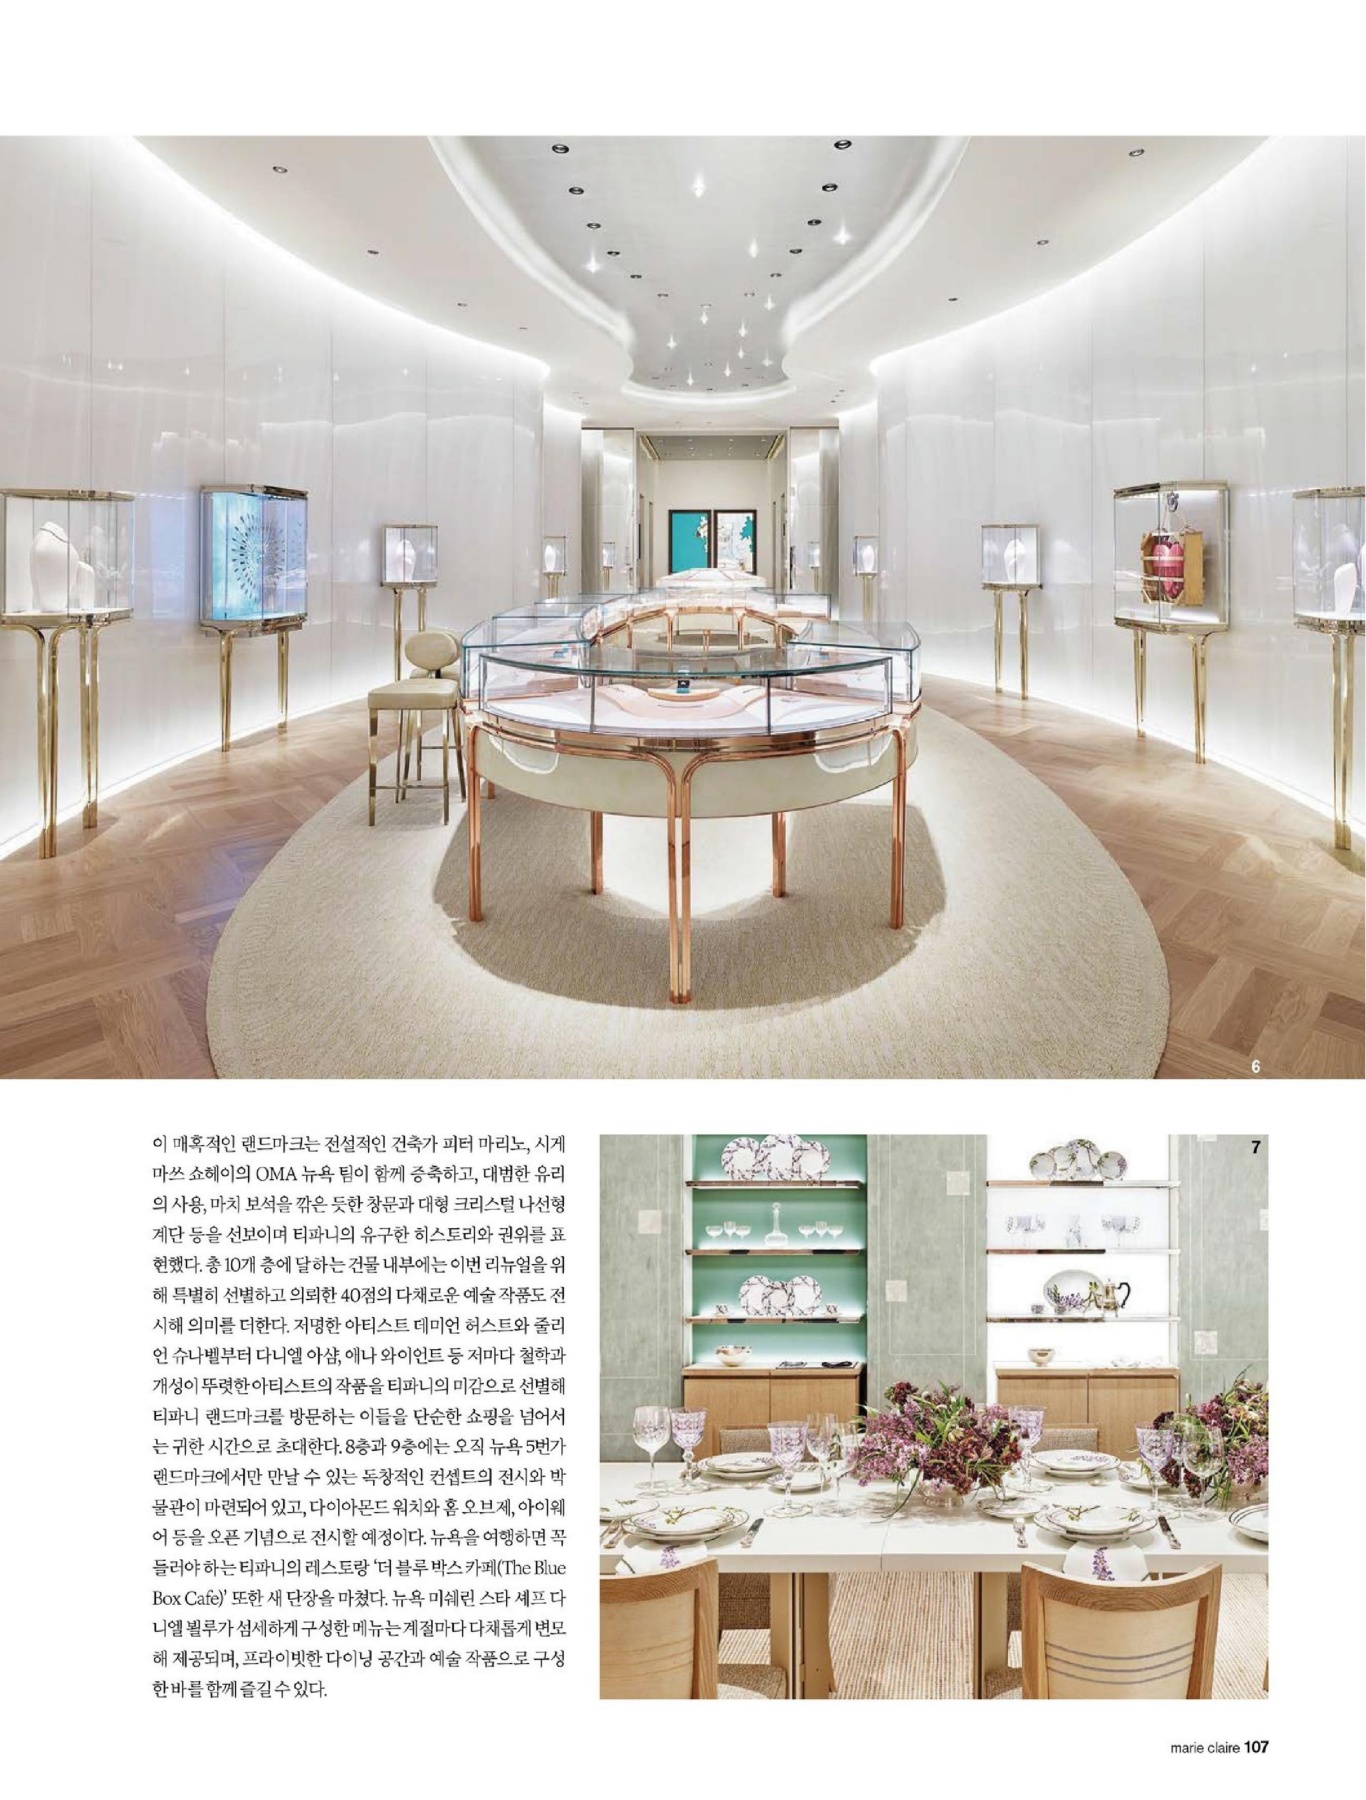 6
이 매혹적인 랜드마크는 전설적인 건축가 피터 마리노, 시게
마쓰 쇼헤이의 OMA 뉴욕 팀이 함께 증축하고, 대범한 유리
의 사용, 마치 보석을 깎은 듯한 창문과 대형 크리스털 나선형
계단 등을 선보이며 티파니의 유구한 히스토리와 권위를 표
현했다. 총 10개 층에 달하는 건물 내부에는 이번 리뉴얼을 위
해 특별히 선별하고 의뢰한 40점의 다채로운 예술 작품도 전
시해 의미를 더한다. 저명한 아티스트 데미언 허스트와 줄리
언 슈나벨부터 다니엘 아샴, 애나 와이언트 등 저마다 철학과
개성이 뚜렷한 아티스트의 작품을 티파니의 미감으로 선별해
티파니 랜드마크를 방문하는 이들을 단순한 쇼핑을 넘어서
는 귀한 시간으로 초대한다. 8층과 9층에는 오직 뉴욕 5번가
랜드마크에서만 만날 수 있는 독창적인 컨셉트의 전시와 박
물관이 마련되어 있고, 다이아몬드 워치와 홈 오브제, 아이웨
어 등을 오픈 기념으로 전시할 예정이다. 뉴욕을 여행하면 꼭
들러야 하는 티파니의 레스토랑 ‘더 블루 박스 카페(The Blue
Box Cafe)’ 또한 새 단장을 마쳤다. 뉴욕 미쉐린 스타 셰프 다
니엘 뵐루가 섬세하게 구성한 메뉴는 계절마다 다채롭게 변모
해 제공되며, 프라이빗한 다이닝 공간과 예술 작품으로 구성
한 바를 함께 즐길 수 있다.
7
marie claire 107